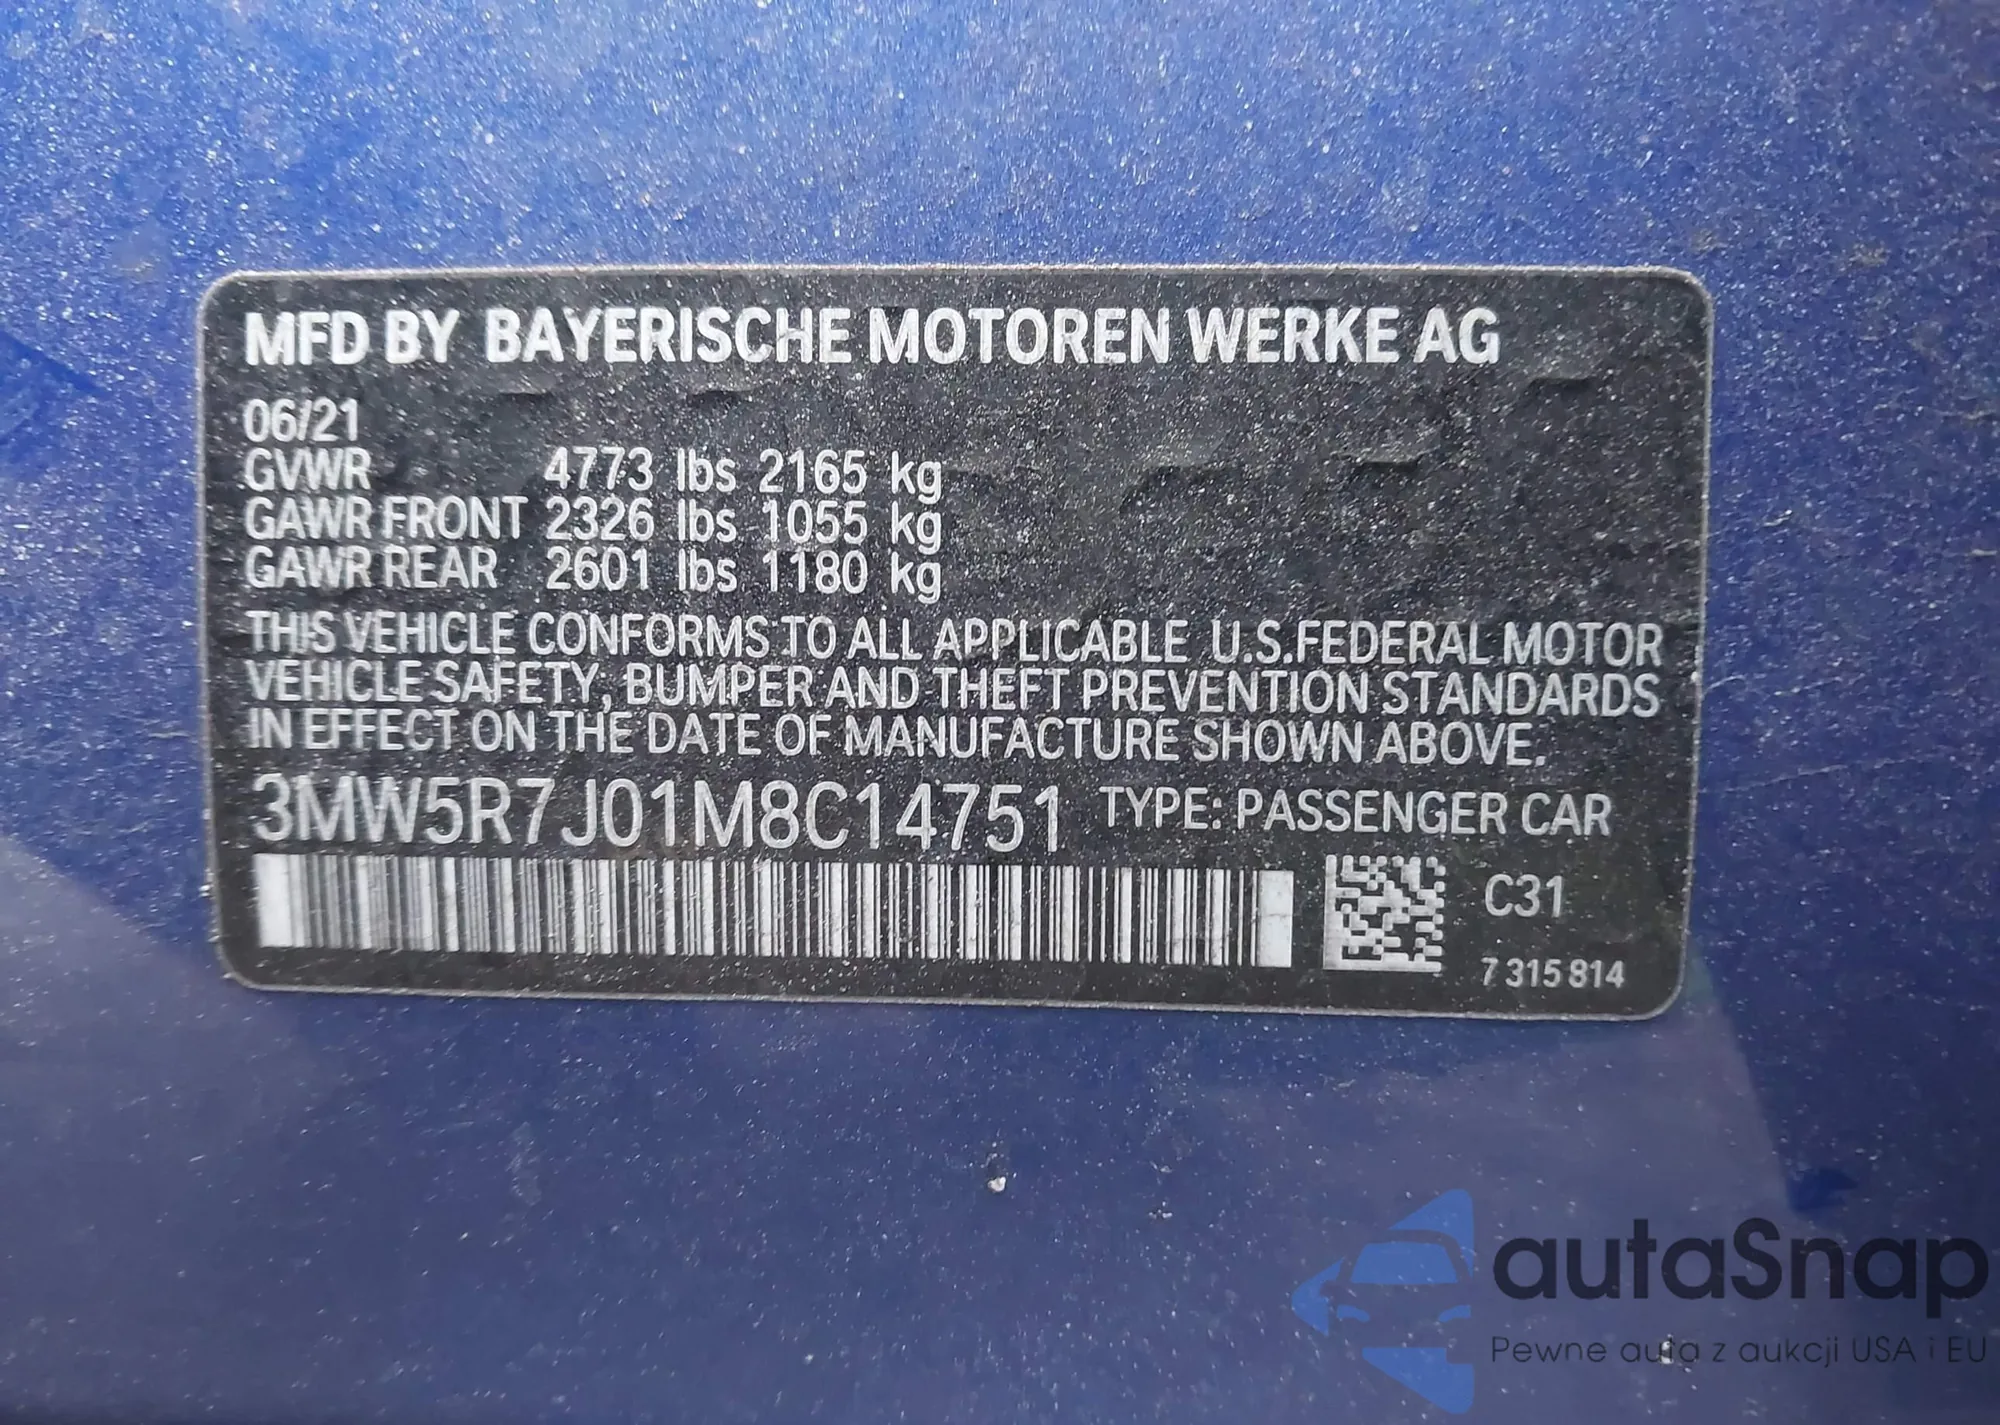 MFD BY BAYERISCHE MOTOREN WERKE AG
06/21
GVWR 4773 lbs 2165 kg
GAWR FRONT 2326 lbs 1055 kg
GAWR REAR 2601 lbs 1180 kg
THIS VEHICLE CONFORMS TO ALL APPLICABLE U.S.FEDERAL MOTOR
VEHICLE SAFETY, BUMPER AND THEFT PREVENTION STANDARDS
IN EFFECT ON THE DATE OF MANUFACTURE SHOWN ABOVE.
3MW5R7J01M8C14751 TYPE: PASSENGER CAR
C31
7 315 814
autaSnap
Pewne auta z aukcji USA i EU